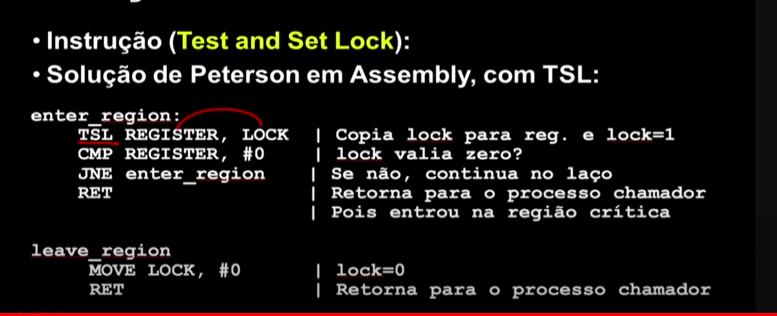 • Instrução (Test and Set Lock):
• Solução de Peterson em Assembly, com TSL:
enter_region:
TSL REGISTER, LOCK | Copia lock para reg. e lock=1
CMP REGISTER, #0 | lock valia zero?
JNE enter_region | Se não, continua no laço
RET | Retorna para o processo chamador
| Pois entrou na região crítica
leave_region
MOVE LOCK, #0 | lock=0
RET | Retorna para o processo chamador